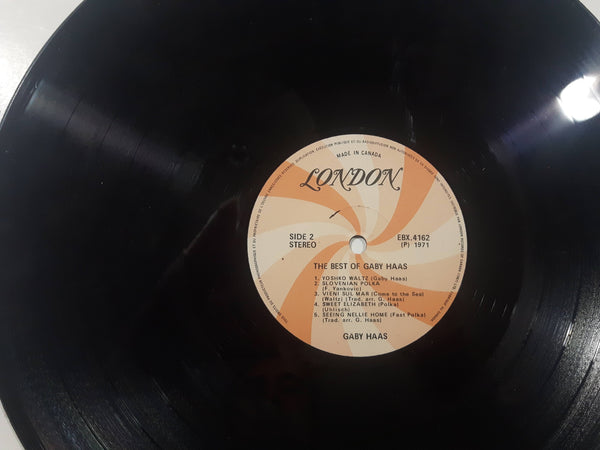 MADE IN CANADA
LONDON
SIDE 2
STEREO
EBX.4162
(P) 1971
THE BEST OF GABY HAAS
1. YOSHKO WALTZ (Gaby Haas)
2. SLOVENIAN POLKA
(F. Yankovic)
3. VIENI SUL MAR (Come to the Sea)
(Waltz) (Trad. arr. G. Haas)
4. SWEET ELIZABETH (Polka)
(Uhlisch)
5. SEEING NELLIE HOME (Fast Polka)
(Trad. arr. G. Haas)
GABY HAAS